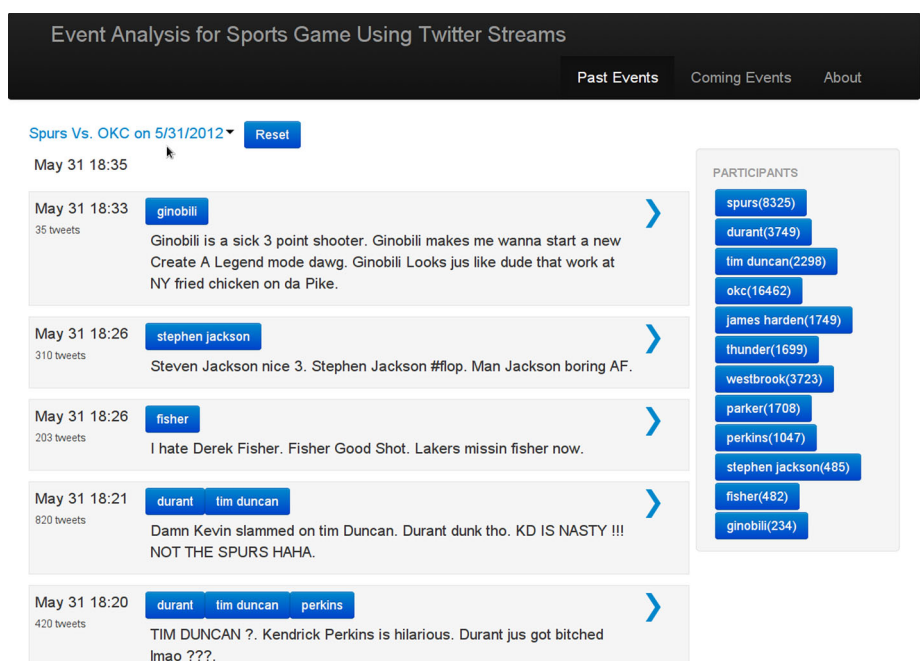 Event Analysis for Sports Game Using Twitter Streams
Past Events Coming Events About
Spurs Vs. OKC on 5/31/2012 Reset
May 31 18:35
May 31 18:33
35 tweets
ginobili
Ginobili is a sick 3 point shooter. Ginobili makes me wanna start a new
Create A Legend mode dawg. Ginobili Looks jus like dude that work at
NY fried chicken on da Pike.
May 31 18:26
310 tweets
stephen jackson
Steven Jackson nice 3. Stephen Jackson #flop. Man Jackson boring AF.
May 31 18:26
203 tweets
fisher
I hate Derek Fisher. Fisher Good Shot. Lakers missin fisher now.
May 31 18:21
820 tweets
durant tim duncan
Damn Kevin slammed on tim Duncan. Durant dunk tho. KD IS NASTY !!!
NOT THE SPURS HAHA.
May 31 18:20
420 tweets
durant tim duncan perkins
TIM DUNCAN ?. Kendrick Perkins is hilarious. Durant jus got bitched
lmao ???.
PARTICIPANTS
spurs(8325)
durant(3749)
tim duncan(2298)
okc(16462)
james harden(1749)
thunder(1699)
westbrook(3723)
parker(1708)
perkins(1047)
stephen jackson(485)
fisher(482)
ginobili(234)